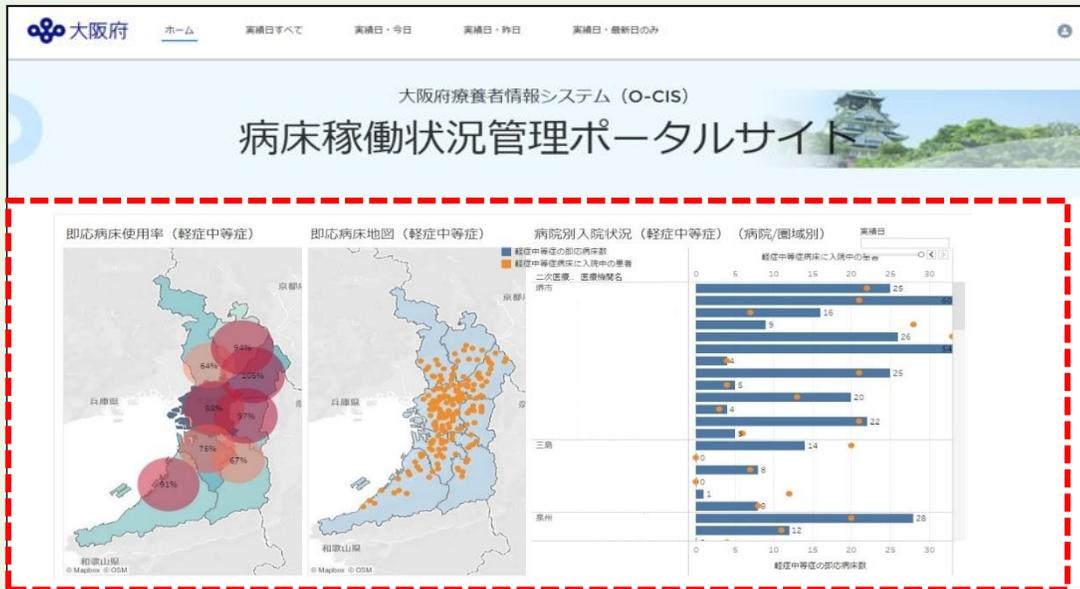 大阪府
ホーム
実績日すべて
実績日・今日
実績日・昨日
実績日・最新日のみ
大阪府療養者情報システム（O-CIS）
病床稼働状況管理ポータルサイト
即応病床使用率（軽症中等症）
兵庫県
京都
94%
64%
105%
88%
97%
76%
67%
91%
和歌山県
© Mapbox © OSM
即応病床地図（軽症中等症）
兵庫県
京都
和歌山県
© Mapbox © OSM
病院別入院状況（軽症中等症）（病院/圏域別）
実績日
軽症中等症の即応病床数
軽症中等症病床に入院中の患者
二次医療.. 医療機関名
軽症中等症病床に入院中の患者
0 5 10 15 20 25 30
堺市
25
60
16
9
26
54
4
25
5
20
4
22
5
三島
14
0
8
0
1
8
泉州
28
12
0 5 10 15 20 25 30
軽症中等症の即応病床数